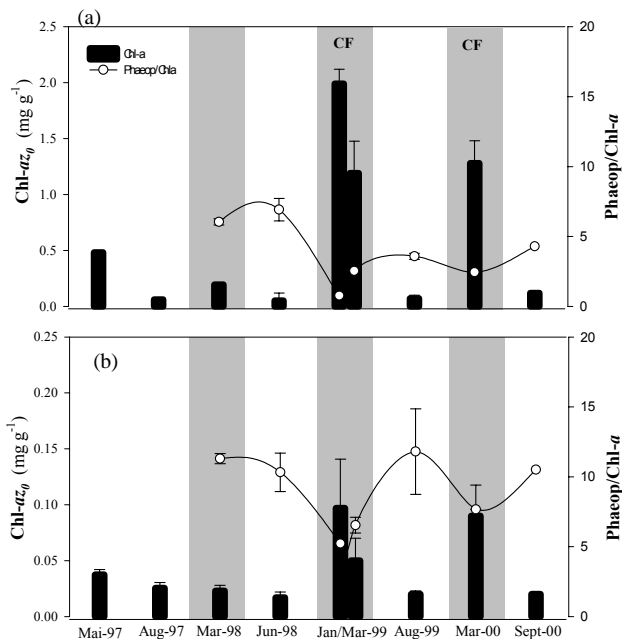 (a)
2.5
2.0
1.5
1.0
0.5
0.0
Chl-az0 (mg g-1)
Chl-a
Phaeop/Chla
CF
CF
20
15
10
5
0
Phaeop/Chl-a
(b)
0.25
0.20
0.15
0.10
0.05
0.00
Chl-az0 (mg g-1)
20
15
10
5
0
Phaeop/Chl-a
Mai-97 Aug-97 Mar-98 Jun-98 Jan/Mar-99 Aug-99 Mar-00 Sept-00